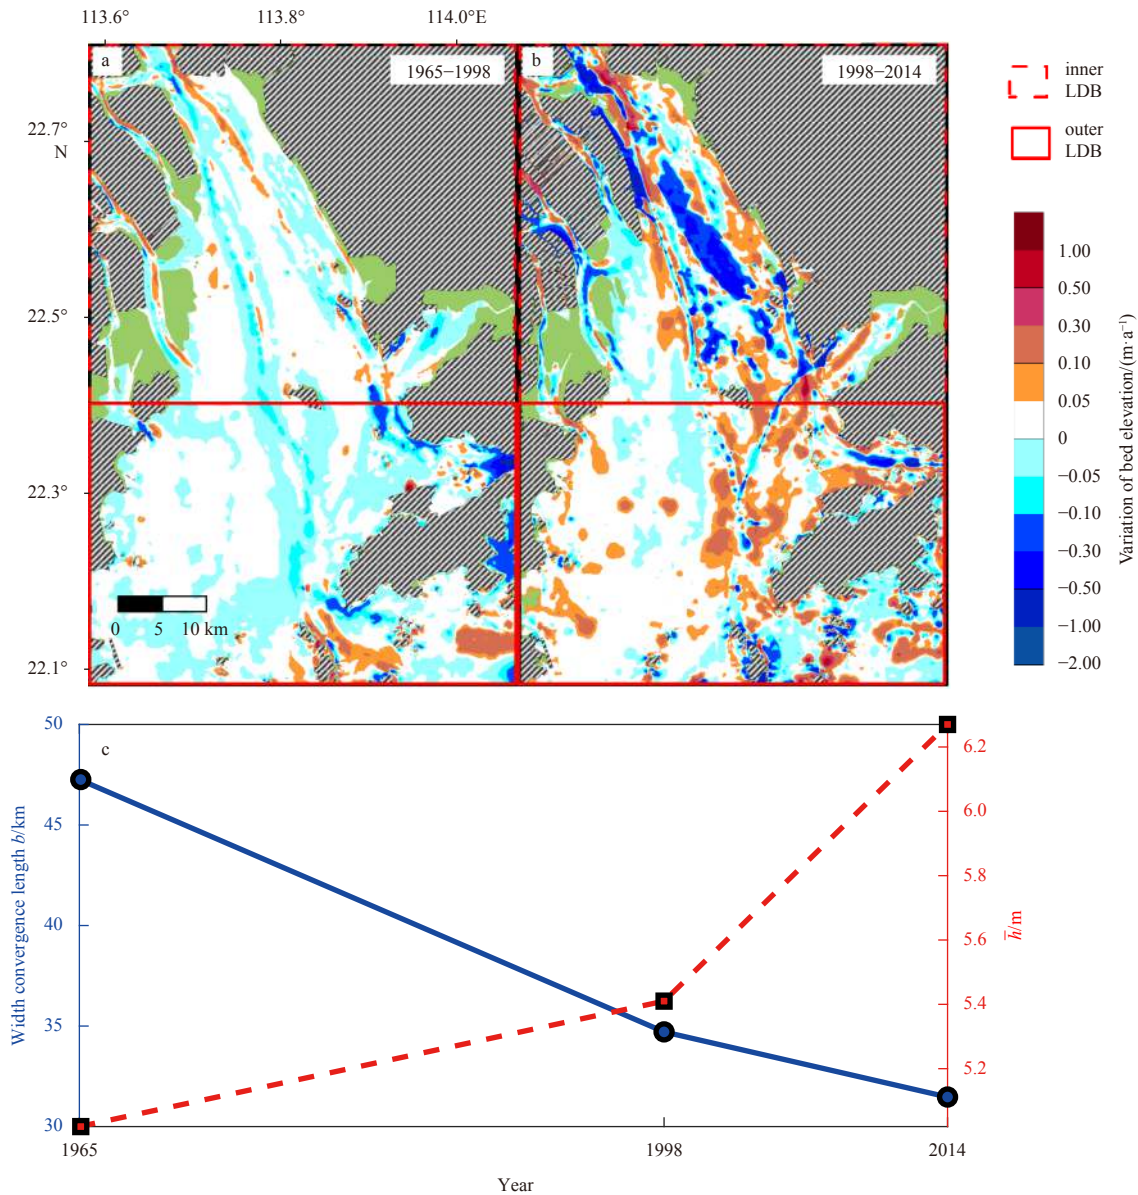 113.6° 113.8° 114.0°E
a
1965−1998
b
1998−2014
inner
LDB
outer
LDB
22.7°
N
22.5°
22.3°
22.1°
0 5 10 km
1.00
0.50
0.30
0.10
0.05
0
−0.05
−0.10
−0.30
−0.50
−1.00
−2.00
Variation of bed elevation/(m·a⁻¹)
c
50
45
40
35
30
Width convergence length b/km
6.2
6.0
5.8
5.6
5.4
5.2
h̅/m
1965 1998 2014
Year